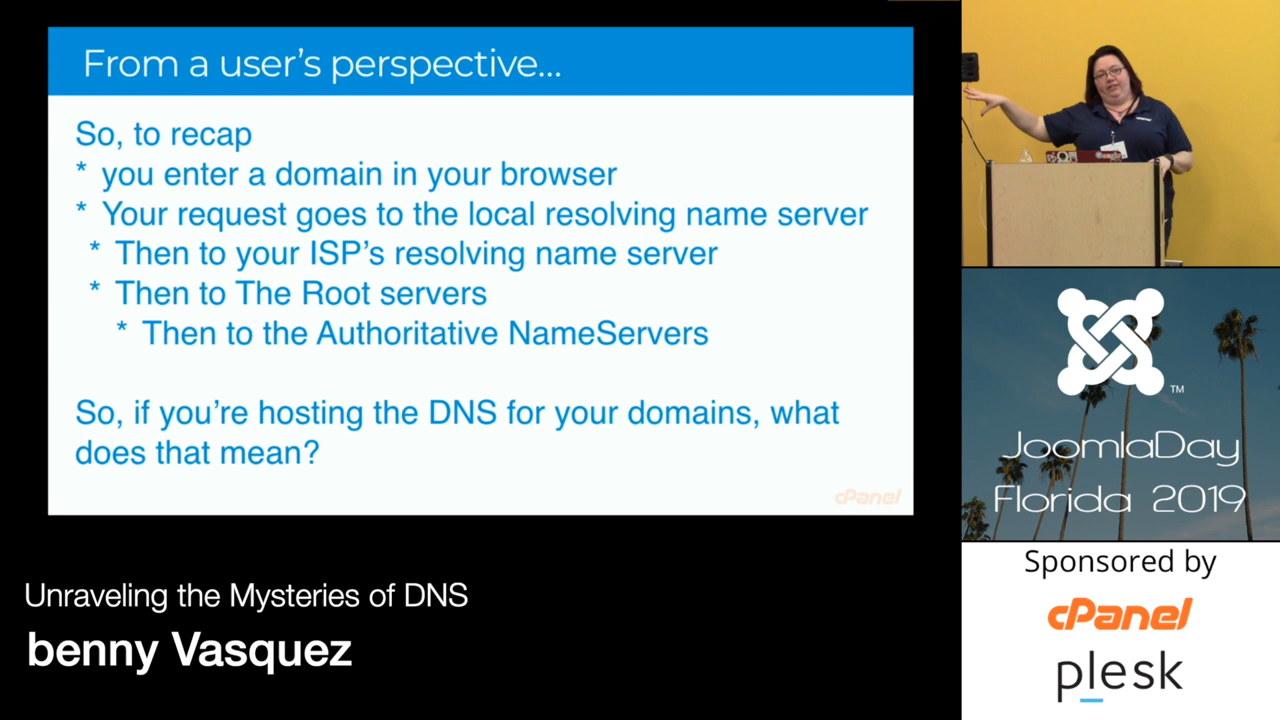 From a user's perspective...
So, to recap
* you enter a domain in your browser
* Your request goes to the local resolving name server
* Then to your ISP's resolving name server
* Then to The Root servers
* Then to the Authoritative NameServers
So, if you're hosting the DNS for your domains, what
does that mean?
cPanel
Unraveling the Mysteries of DNS
benny Vasquez
TM
JoomlaDay
Florida 2019
Sponsored by
cPanel
plesk